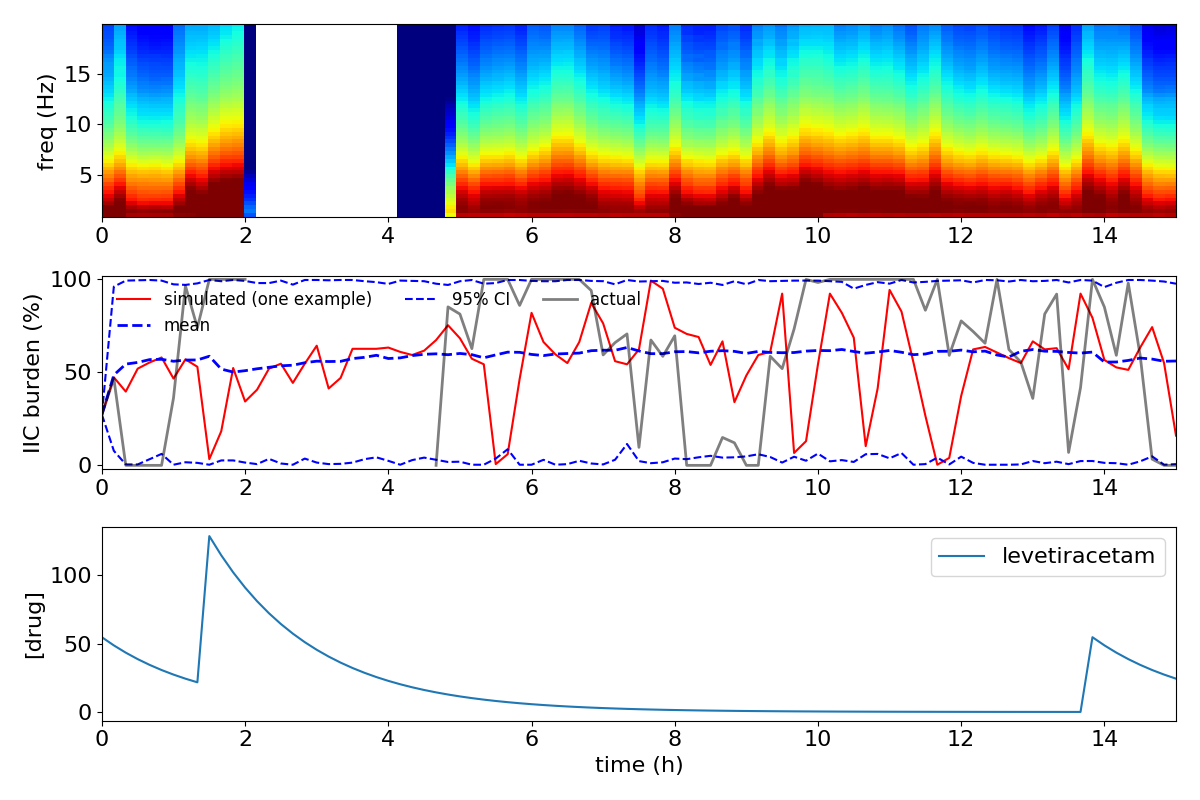 freq (Hz)
15
10
5
0 2 4 6 8 10 12 14
IIC burden (%)
100
50
0
simulated (one example) 95% CI actual
mean
0 2 4 6 8 10 12 14
[drug]
100
50
0
levetiracetam
0 2 4 6 8 10 12 14
time (h)